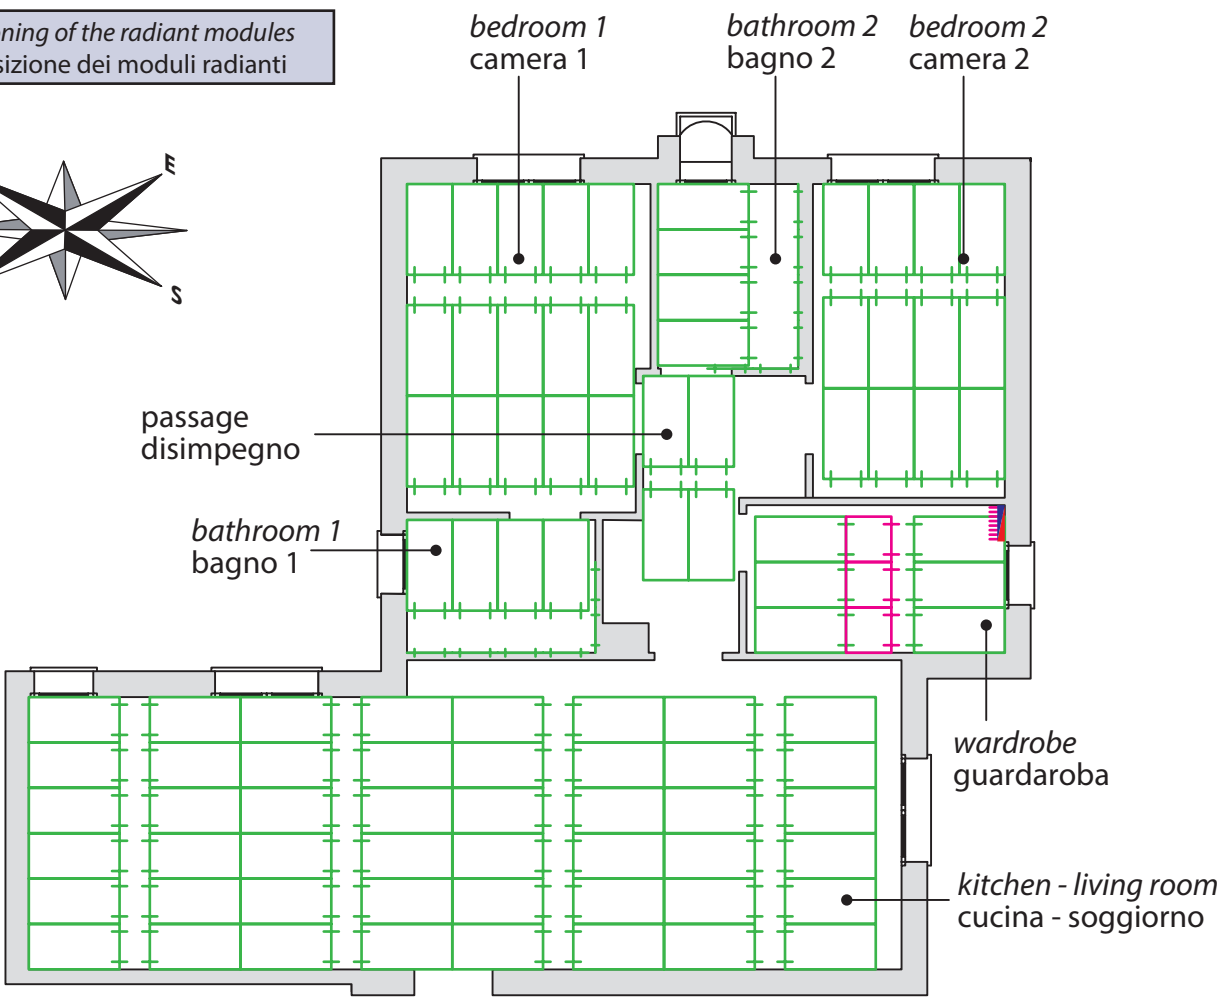 ning of the radiant modules
sizione dei moduli radianti
bedroom 1
camera 1
bathroom 2
bagno 2
bedroom 2
camera 2
E
S
passage
disimpegno
bathroom 1
bagno 1
wardrobe
guardaroba
kitchen - living room
cucina - soggiorno